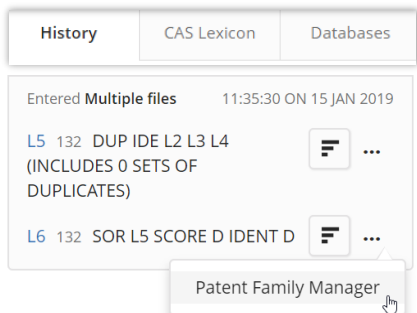 History CAS Lexicon Databases
Entered Multiple files 11:35:30 ON 15 JAN 2019
L5 132 DUP IDE L2 L3 L4
(INCLUDES 0 SETS OF
DUPLICATES)
L6 132 SOR L5 SCORE D IDENT D
Patent Family Manager